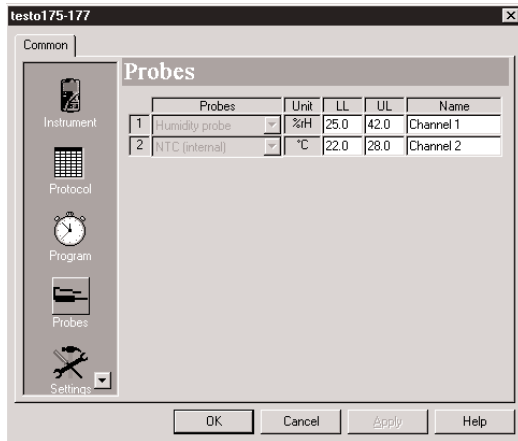 testo175-177
Common
Probes
Probes Unit LL UL Name
1 Humidity probe %rH 25.0 42.0 Channel 1
2 NTC (internal) °C 22.0 28.0 Channel 2
Instrument
Protocol
Program
Probes
Settings
OK Cancel Apply Help